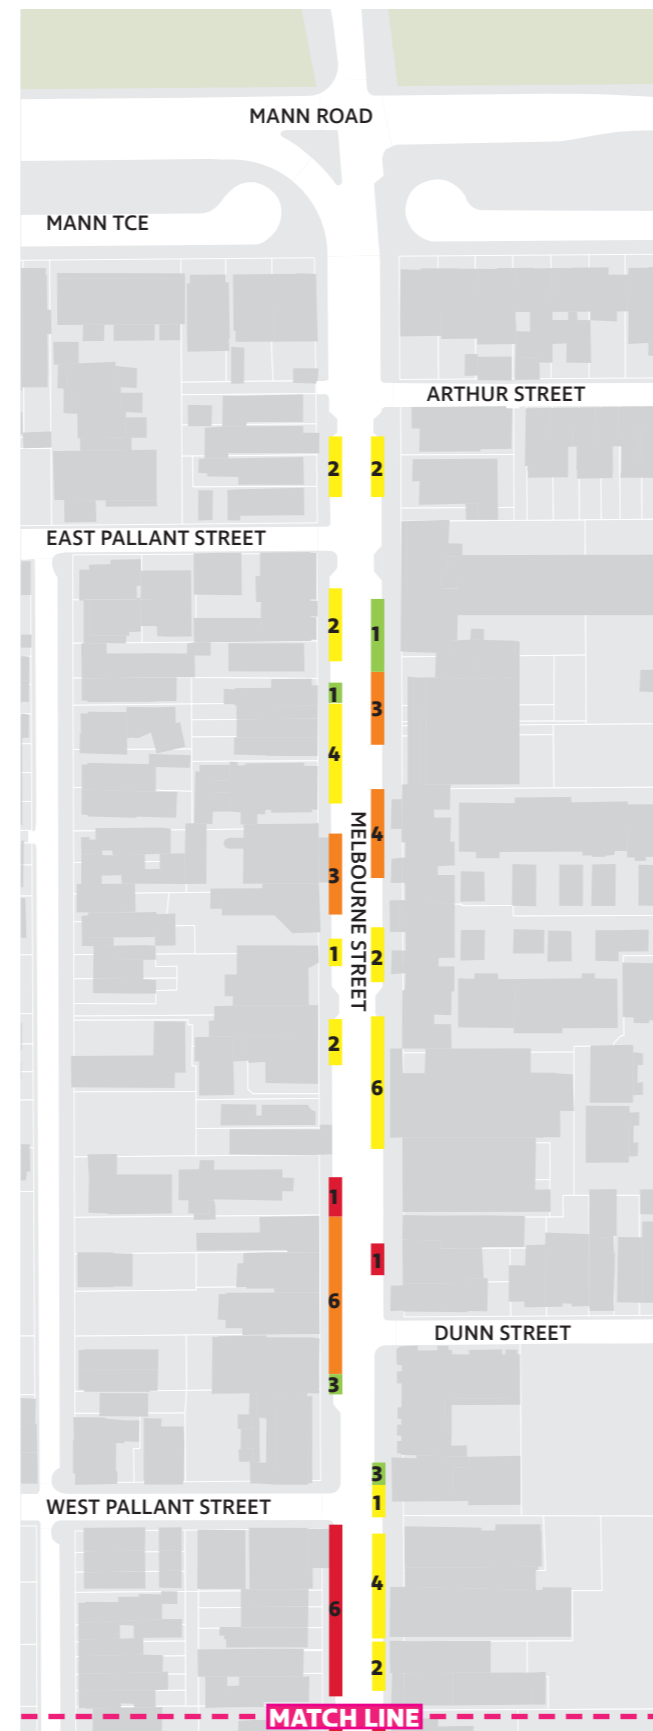 MANN ROAD
MANN TCE
ARTHUR STREET
2
2
EAST PALLANT STREET
2
1
1
3
4
MELBOURNE STREET
4
3
1
2
2
6
1
1
6
DUNN STREET
3
3
1
WEST PALLANT STREET
4
6
2
MATCH LINE